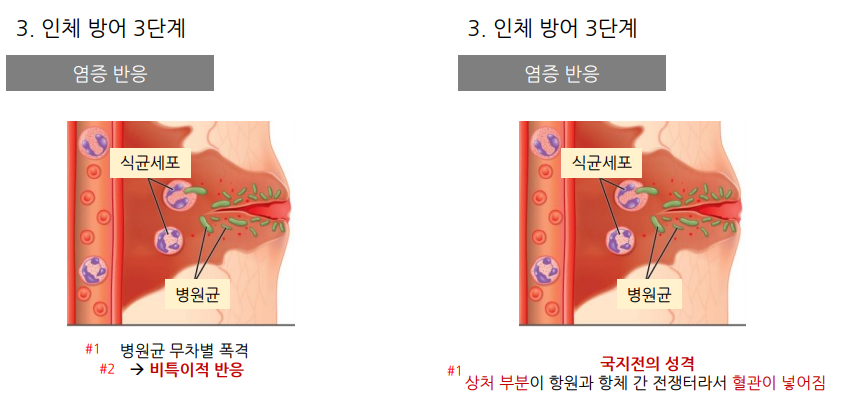 3. 인체 방어 3단계
염증 반응
식균세포
병원균
#1 병원균 무차별 폭격
#2 → 비특이적 반응
3. 인체 방어 3단계
염증 반응
식균세포
병원균
국지전의 성격
#1 상처 부분이 항원과 항체 간 전쟁터라서 혈관이 넣어짐